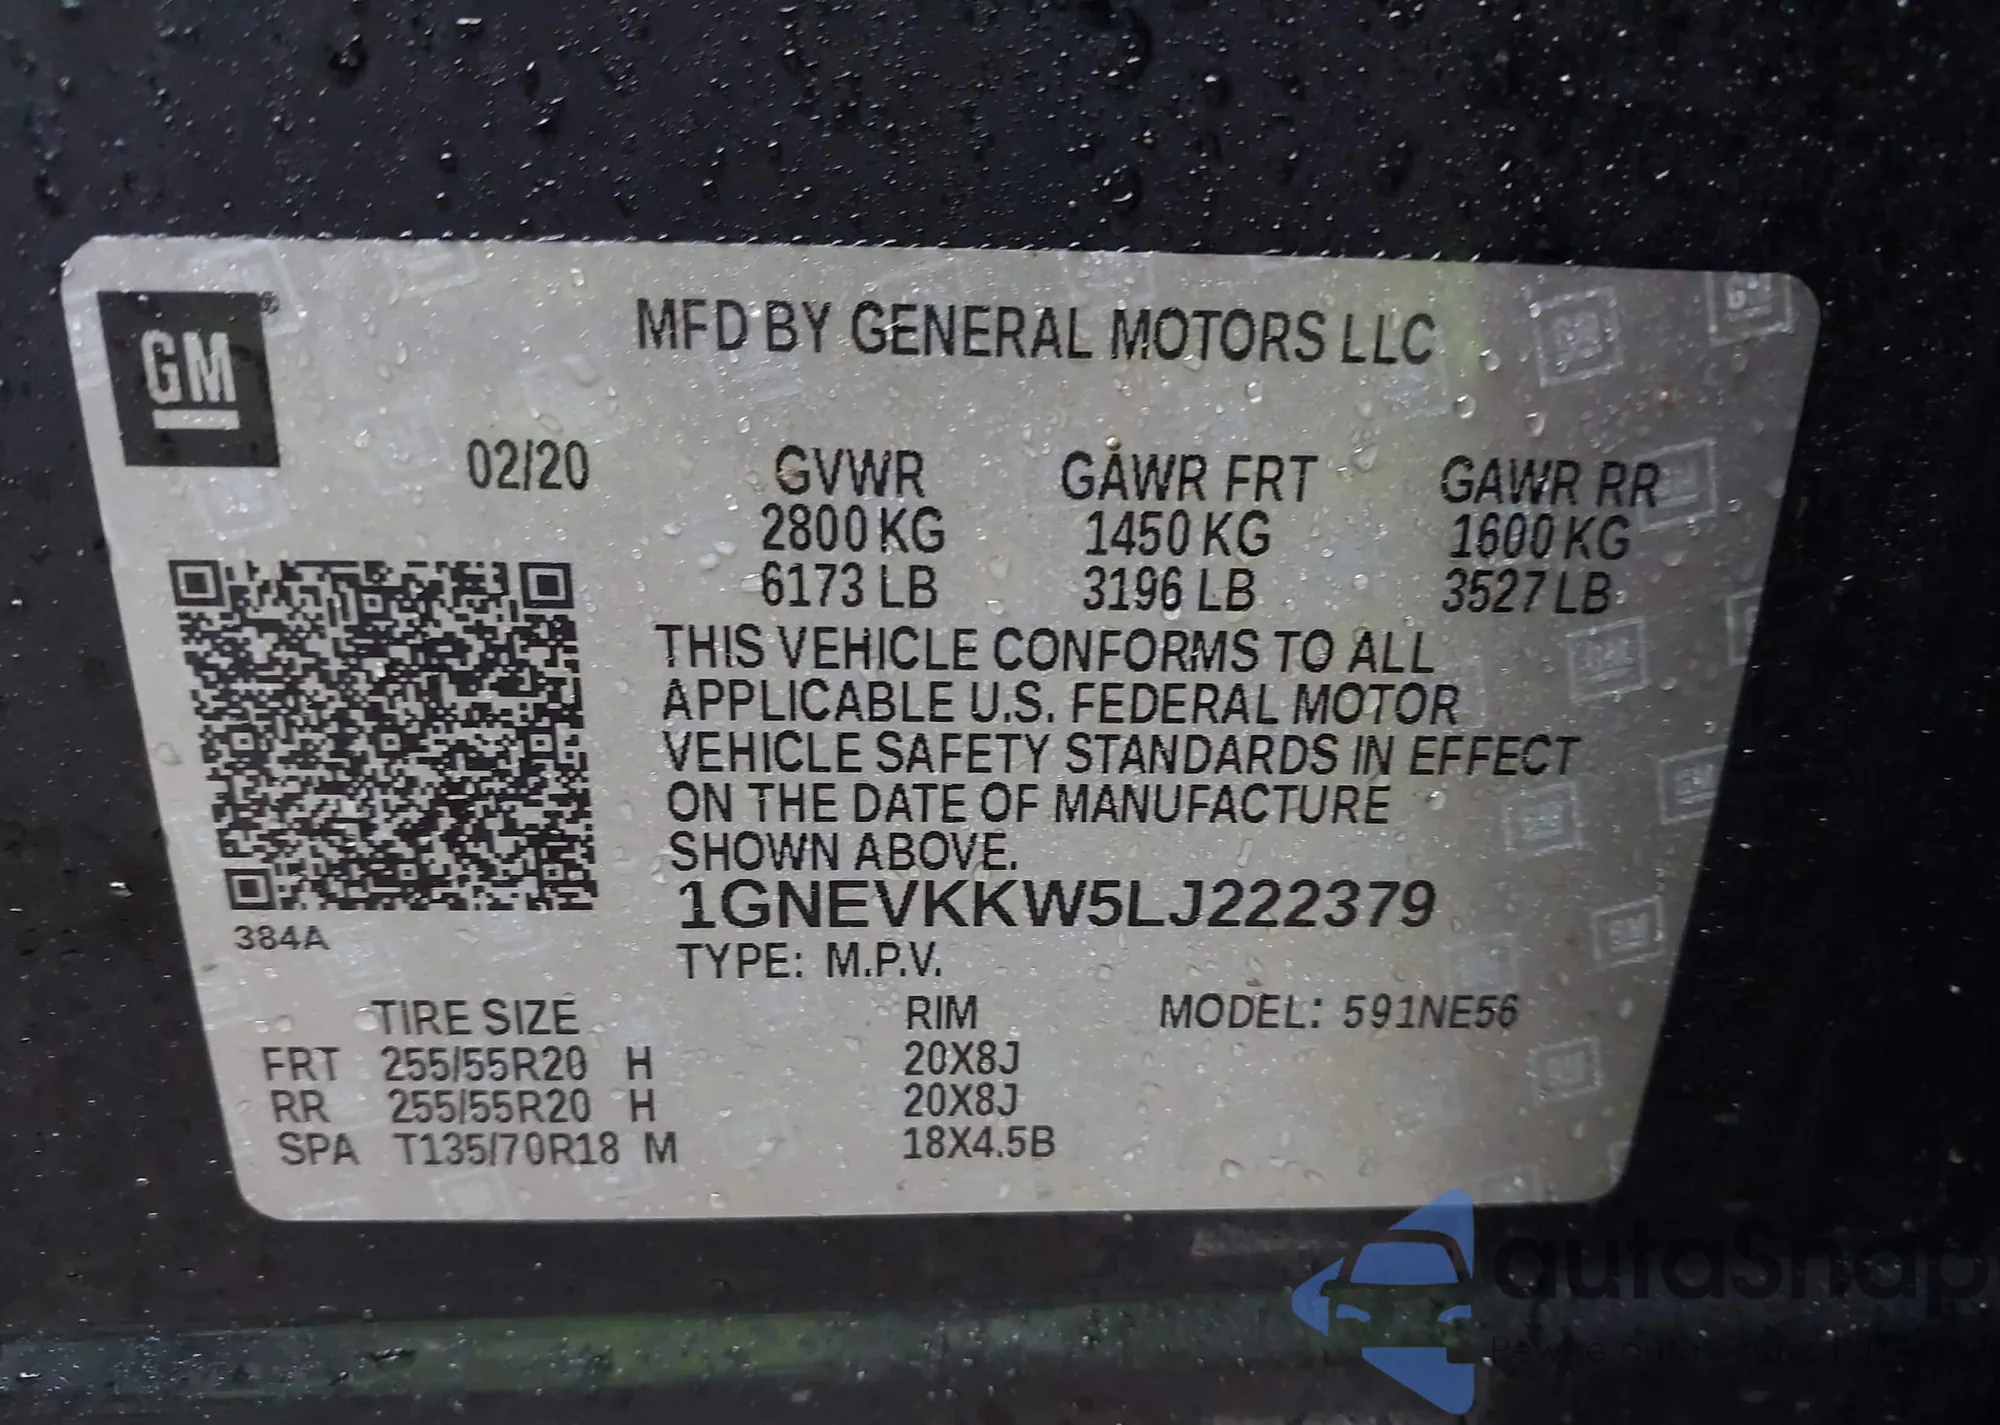 GM ®
MFD BY GENERAL MOTORS LLC
02/20 GVWR GAWR FRT GAWR RR
2800 KG 1450 KG 1600 KG
6173 LB 3196 LB 3527 LB
THIS VEHICLE CONFORMS TO ALL
APPLICABLE U.S. FEDERAL MOTOR
VEHICLE SAFETY STANDARDS IN EFFECT
ON THE DATE OF MANUFACTURE
SHOWN ABOVE.
1GNEVKKW5LJ222379
384A
TYPE: M.P.V.
TIRE SIZE RIM MODEL: 591NE56
FRT 255/55R20 H 20X8J
RR 255/55R20 H 20X8J
SPA T135/70R18 M 18X4.5B
autaSnap